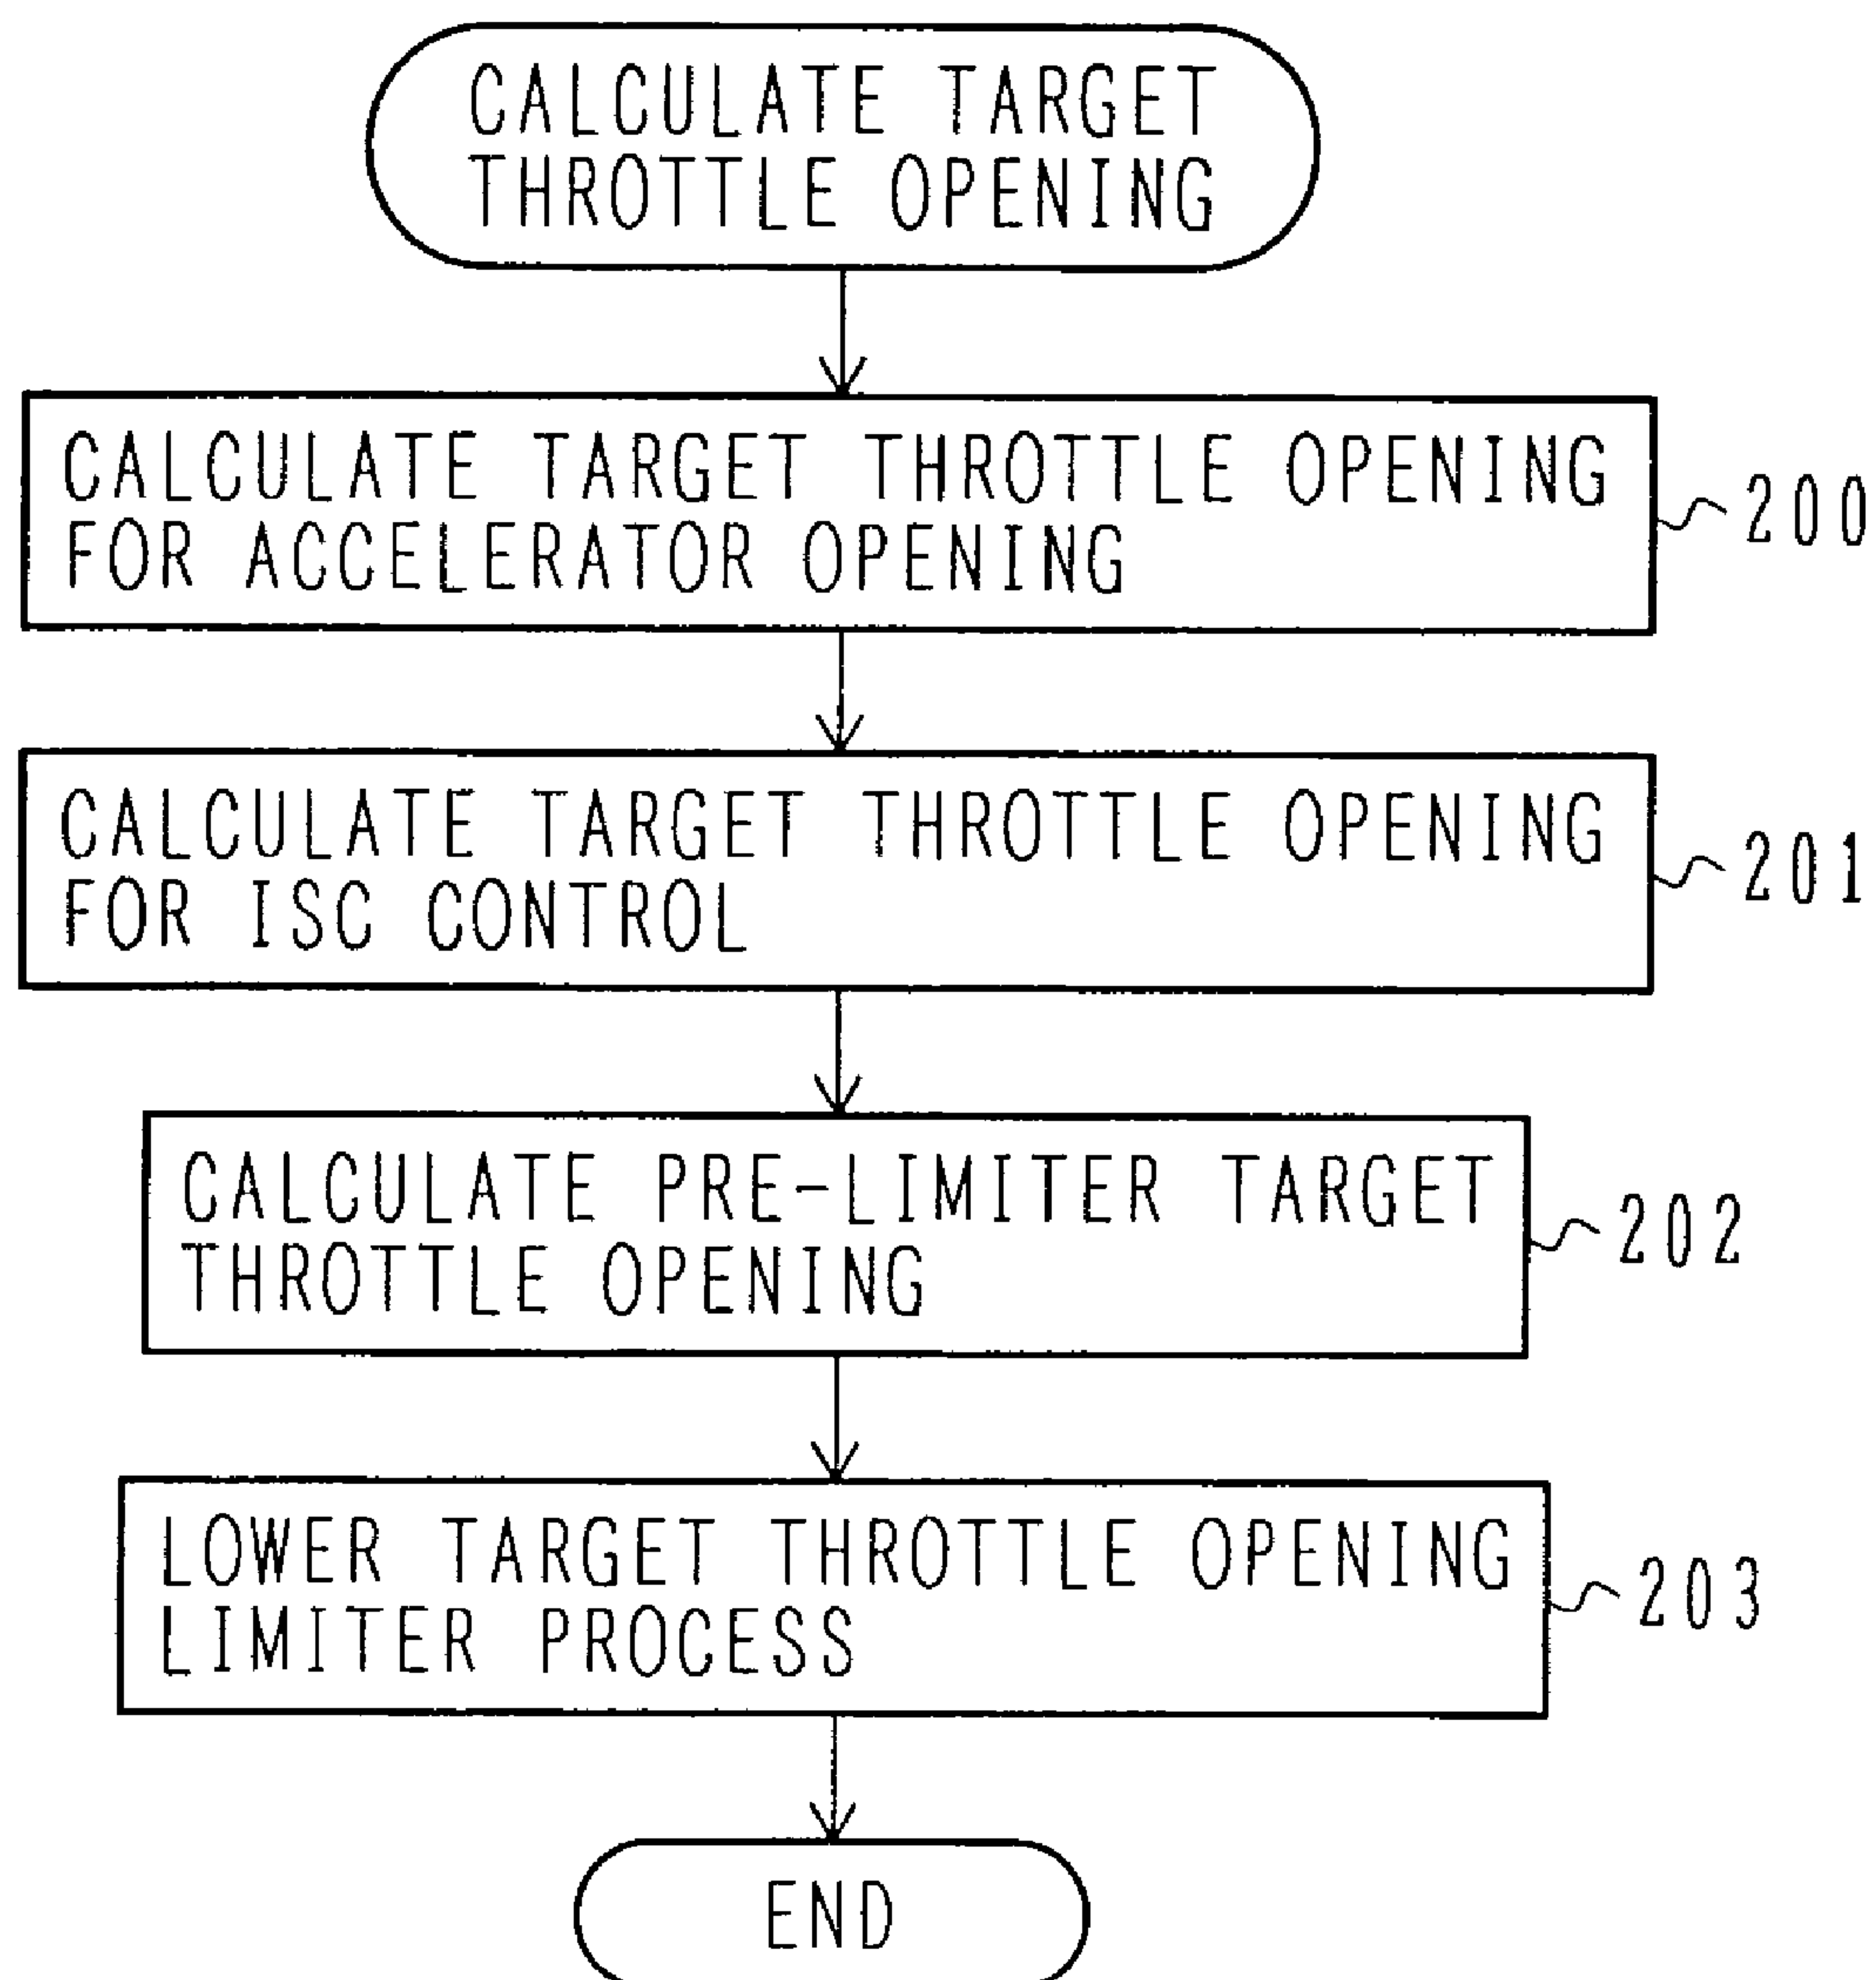 CALCULATE TARGET
THROTTLE OPENING
CALCULATE TARGET THROTTLE OPENING
FOR ACCELERATOR OPENING
200
CALCULATE TARGET THROTTLE OPENING
FOR ISC CONTROL
201
CALCULATE PRE-LIMITER TARGET
THROTTLE OPENING
202
LOWER TARGET THROTTLE OPENING
LIMITER PROCESS
203
END